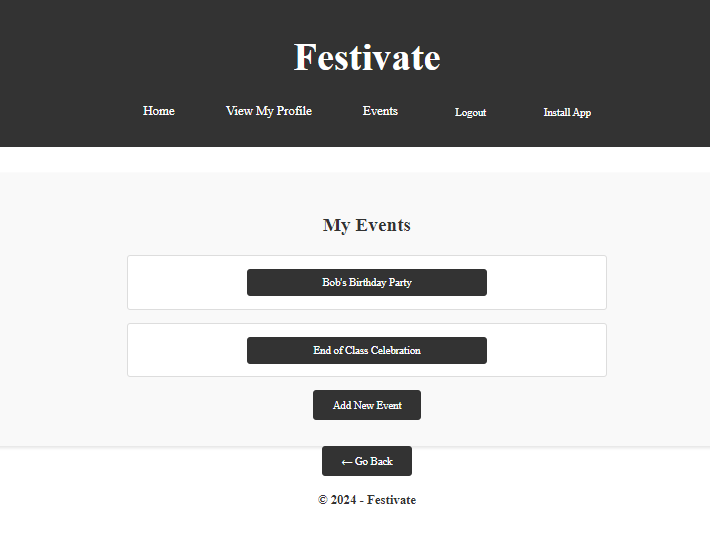 Festivate
Home View My Profile Events Logout Install App
My Events
Bob's Birthday Party
End of Class Celebration
Add New Event
← Go Back
© 2024 - Festivate